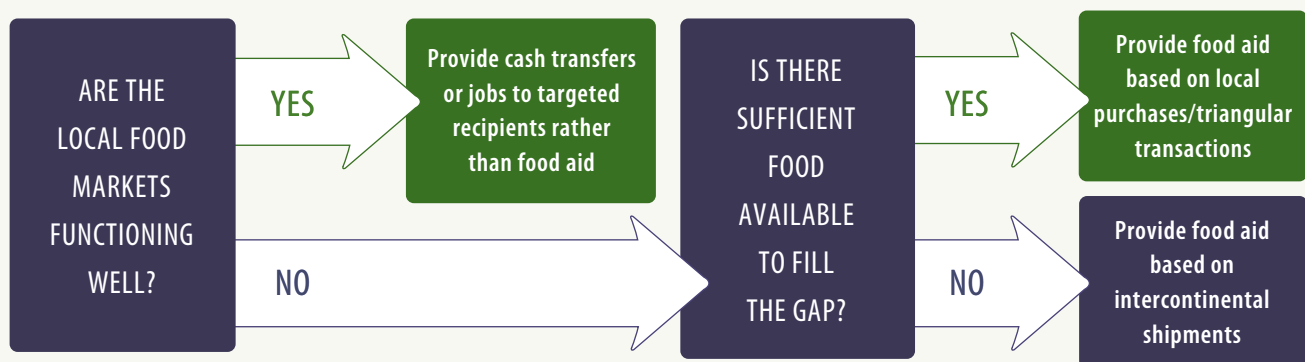 ARE THE
LOCAL FOOD
MARKETS
FUNCTIONING
WELL?
YES
Provide cash transfers
or jobs to targeted
recipients rather
than food aid
NO
IS THERE
SUFFICIENT
FOOD
AVAILABLE
TO FILL
THE GAP?
YES
Provide food aid
based on local
purchases/triangular
transactions
NO
Provide food aid
based on
intercontinental
shipments